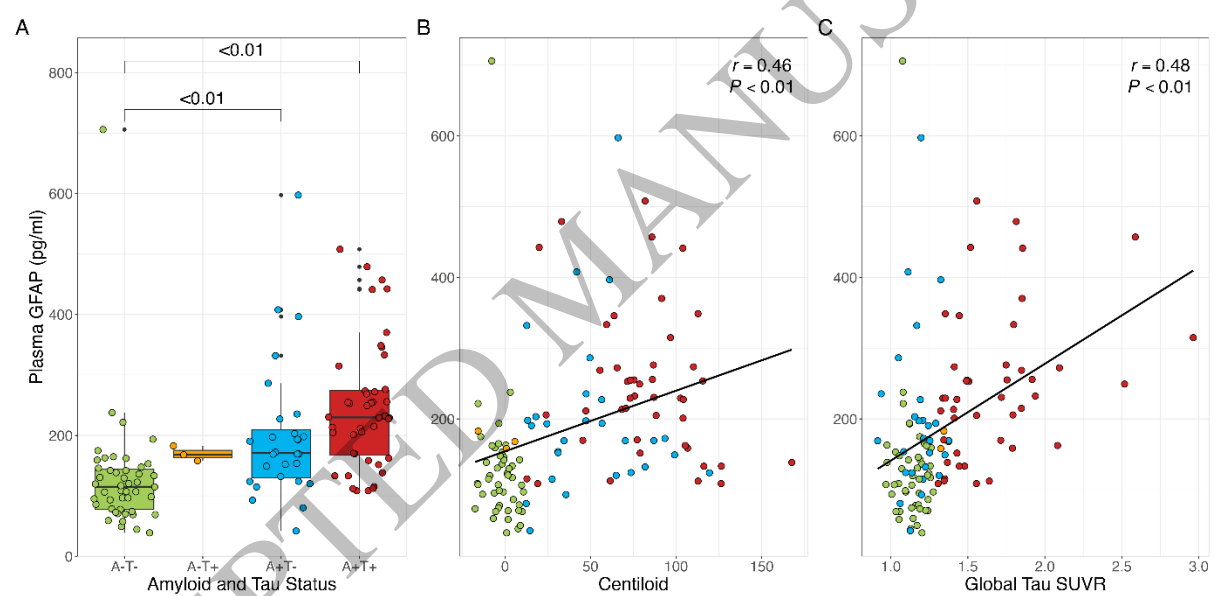 A
B
C
<0.01
<0.01
Plasma GFAP (pg/ml)
800
600
400
200
0
A-T-
A-T+
A+T-
A+T+
Amyloid and Tau Status
r = 0.46
P < 0.01
600
400
200
0
50
100
150
Centiloid
r = 0.48
P < 0.01
600
400
200
1.0
1.5
2.0
2.5
3.0
Global Tau SUVR
PTED MANUS